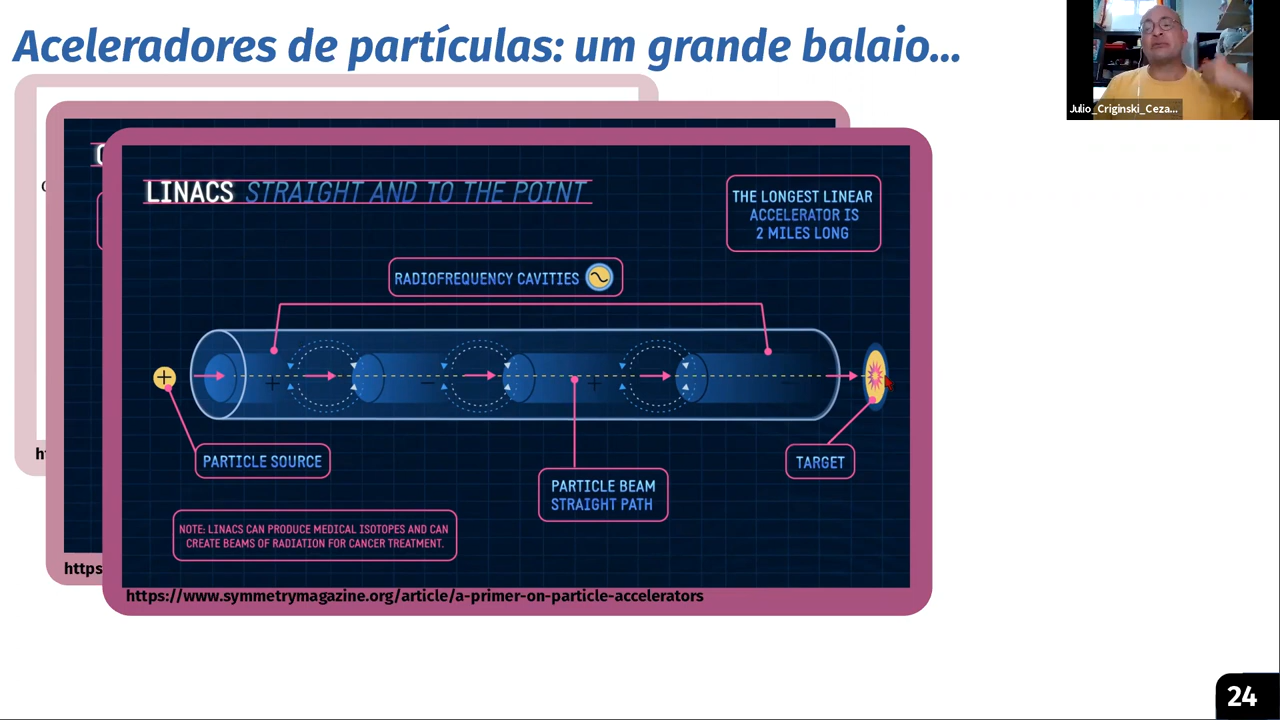 Aceleradores de partículas: um grande balaio...
Julio_Criginski_Ceza...
LINACS STRAIGHT AND TO THE POINT
THE LONGEST LINEAR
ACCELERATOR IS
2 MILES LONG
RADIOFREQUENCY CAVITIES
PARTICLE SOURCE
PARTICLE BEAM
STRAIGHT PATH
TARGET
NOTE: LINACS CAN PRODUCE MEDICAL ISOTOPES AND CAN
CREATE BEAMS OF RADIATION FOR CANCER TREATMENT.
https
https://www.symmetrymagazine.org/article/a-primer-on-particle-accelerators
24